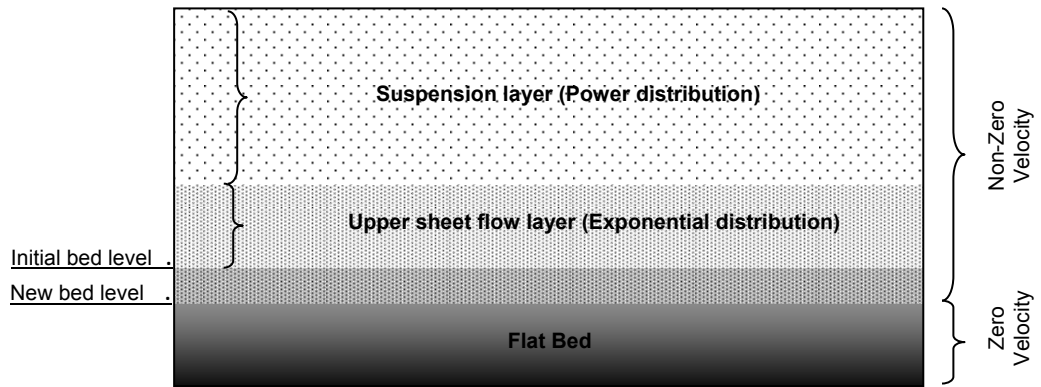 Suspension layer (Power distribution)
Upper sheet flow layer (Exponential distribution)
Initial bed level .
New bed level .
Flat Bed
Non-Zero
Velocity
Zero
Velocity